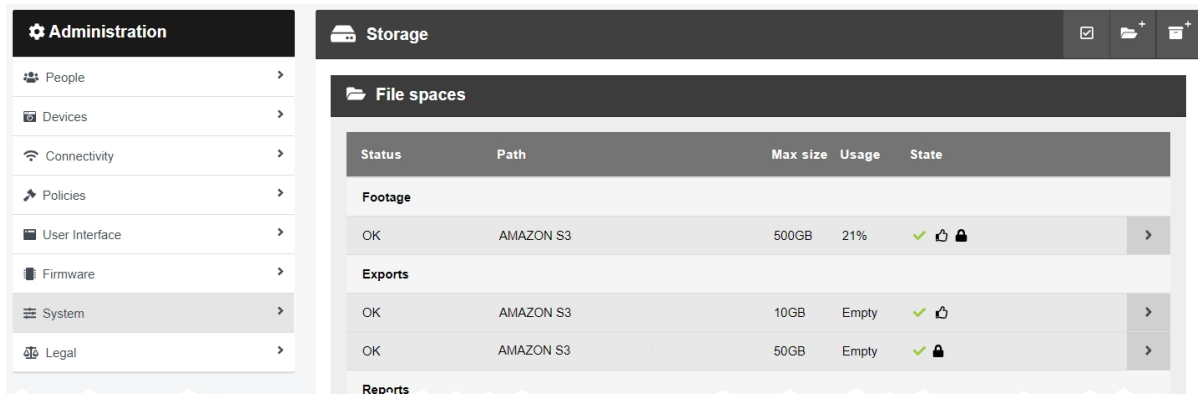 Administration
People
Devices
Connectivity
Policies
User Interface
Firmware
System
Legal
Storage
File spaces
Status Path Max size Usage State
Footage
OK AMAZON S3 500GB 21%
Exports
OK AMAZON S3 10GB Empty
OK AMAZON S3 50GB Empty
Reports